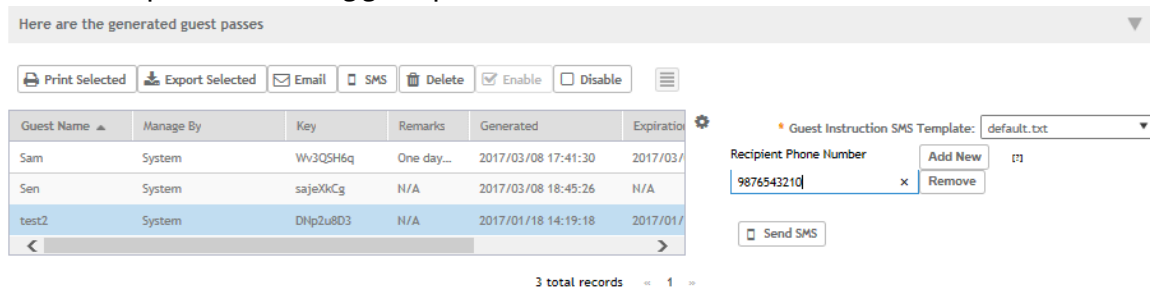 Here are the generated guest passes
Print Selected Export Selected Email SMS Delete Enable Disable
Guest Name Manage By Key Remarks Generated Expiration
Sam System Wv3QSH6q One day... 2017/03/08 17:41:30 2017/03/
Sen System sajeXkCg N/A 2017/03/08 18:45:26 N/A
test2 System DNp2u8D3 N/A 2017/01/18 14:19:18 2017/01/
3 total records « 1 »
* Guest Instruction SMS Template: default.txt
Recipient Phone Number Add New [?]
9876543210 × Remove
Send SMS